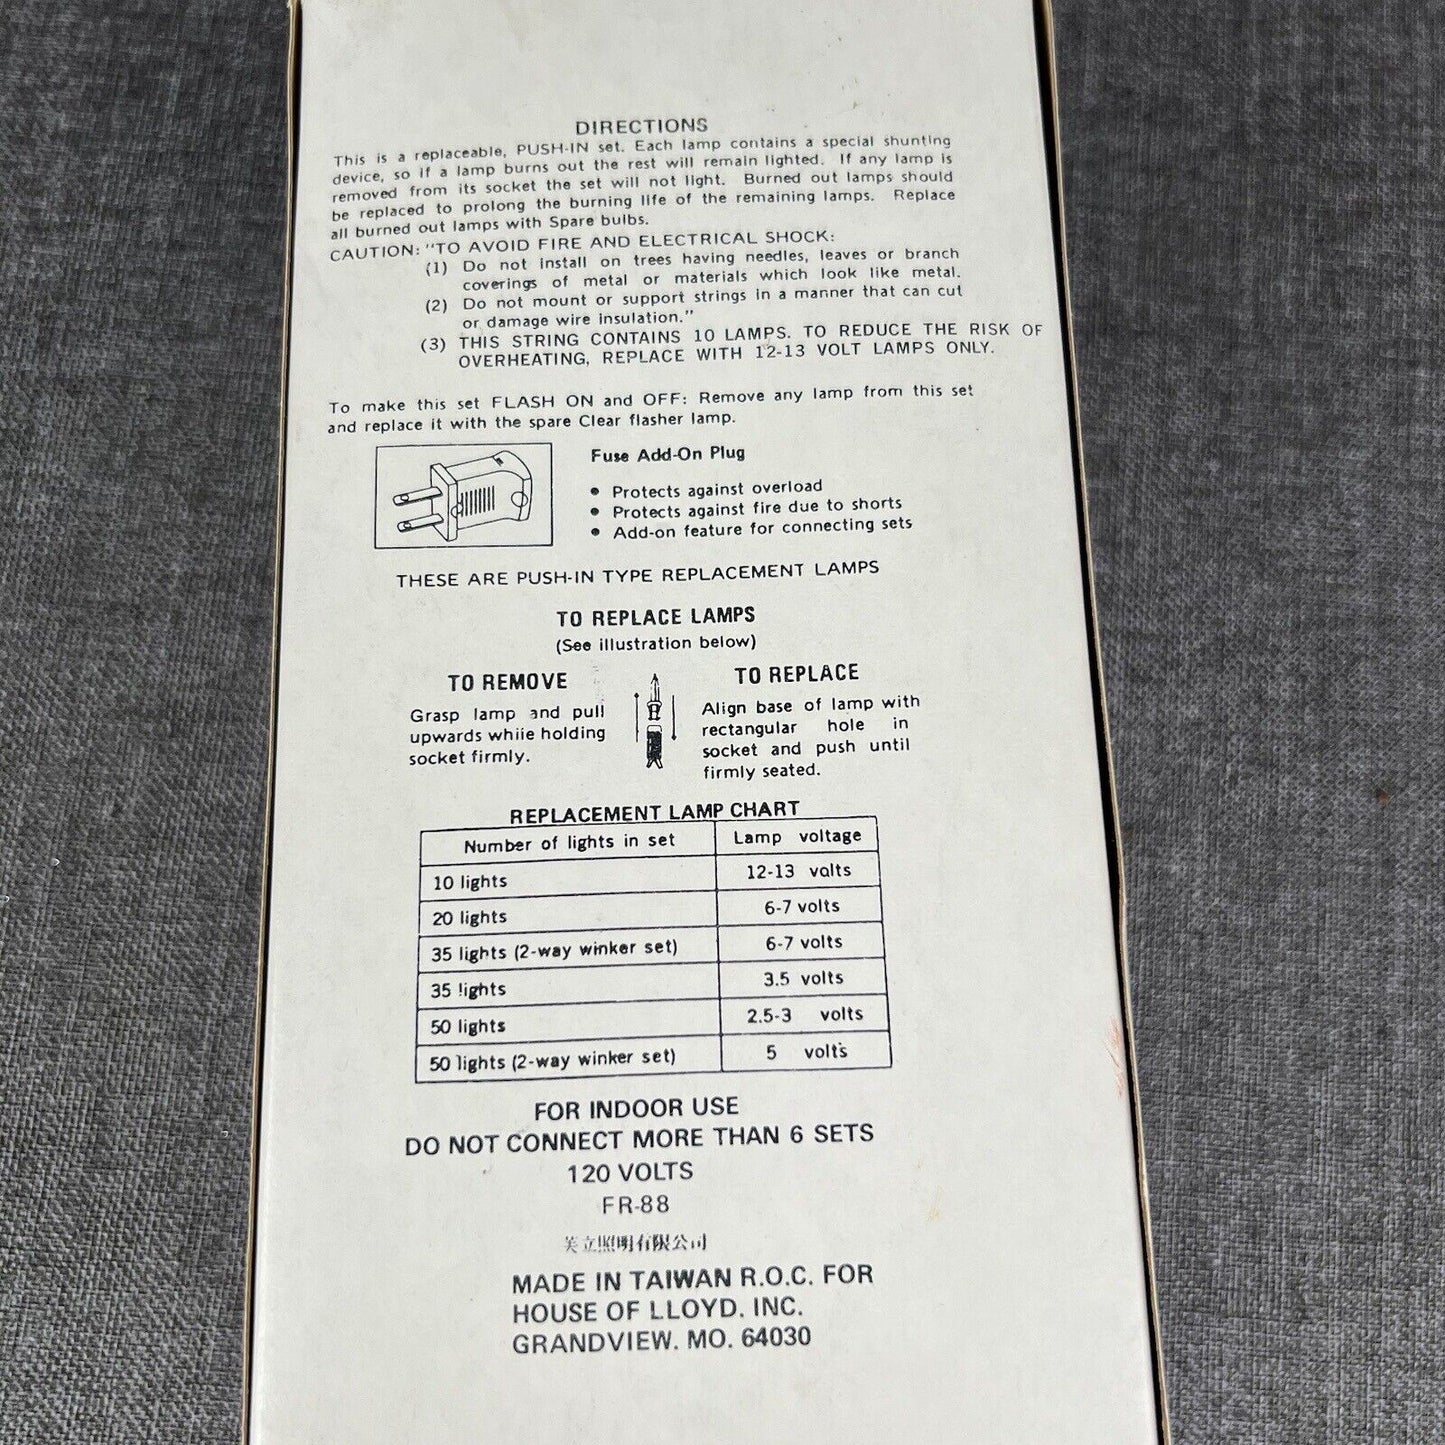 DIRECTIONS
This is a replaceable, PUSH-IN set. Each lamp contains a special shunting
device, so if a lamp burns out the rest will remain lighted. If any lamp is
removed from its socket the set will not light. Burned out lamps should
be replaced to prolong the burning life of the remaining lamps. Replace
all burned out lamps with Spare bulbs.
CAUTION: "TO AVOID FIRE AND ELECTRICAL SHOCK:
(1) Do not install on trees having needles, leaves or branch
coverings of metal or materials which look like metal.
(2) Do not mount or support strings in a manner that can cut
or damage wire insulation."
(3) THIS STRING CONTAINS 10 LAMPS. TO REDUCE THE RISK OF
OVERHEATING, REPLACE WITH 12-13 VOLT LAMPS ONLY.
To make this set FLASH ON and OFF: Remove any lamp from this set
and replace it with the spare Clear flasher lamp.
Fuse Add-On Plug
• Protects against overload
• Protects against fire due to shorts
• Add-on feature for connecting sets
THESE ARE PUSH-IN TYPE REPLACEMENT LAMPS
TO REPLACE LAMPS
(See illustration below)
TO REMOVE
Grasp lamp and pull
upwards while holding
socket firmly.
TO REPLACE
Align base of lamp with
rectangular hole in
socket and push until
firmly seated.
REPLACEMENT LAMP CHART
Number of lights in set Lamp voltage
10 lights 12-13 volts
20 lights 6-7 volts
35 lights (2-way winker set) 6-7 volts
35 lights 3.5 volts
50 lights 2.5-3 volts
50 lights (2-way winker set) 5 volts
FOR INDOOR USE
DO NOT CONNECT MORE THAN 6 SETS
120 VOLTS
FR-88
立照明有限公司
MADE IN TAIWAN R.O.C. FOR
HOUSE OF LLOYD. INC.
GRANDVIEW. MO. 64030